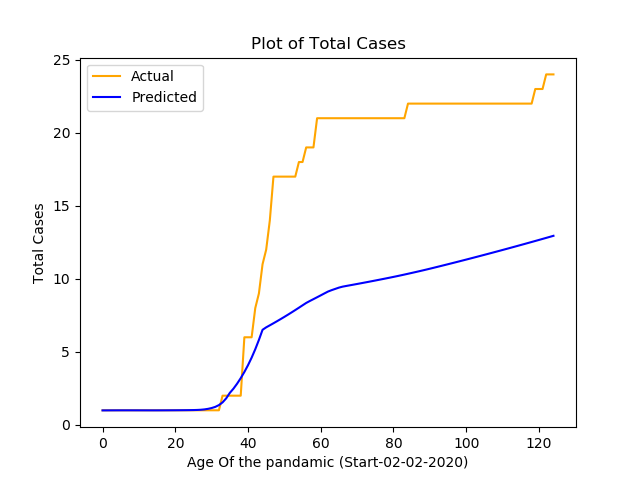 Plot of Total Cases
Actual
Predicted
25
20
15
10
5
0
Total Cases
0 20 40 60 80 100 120
Age Of the pandamic (Start-02-02-2020)